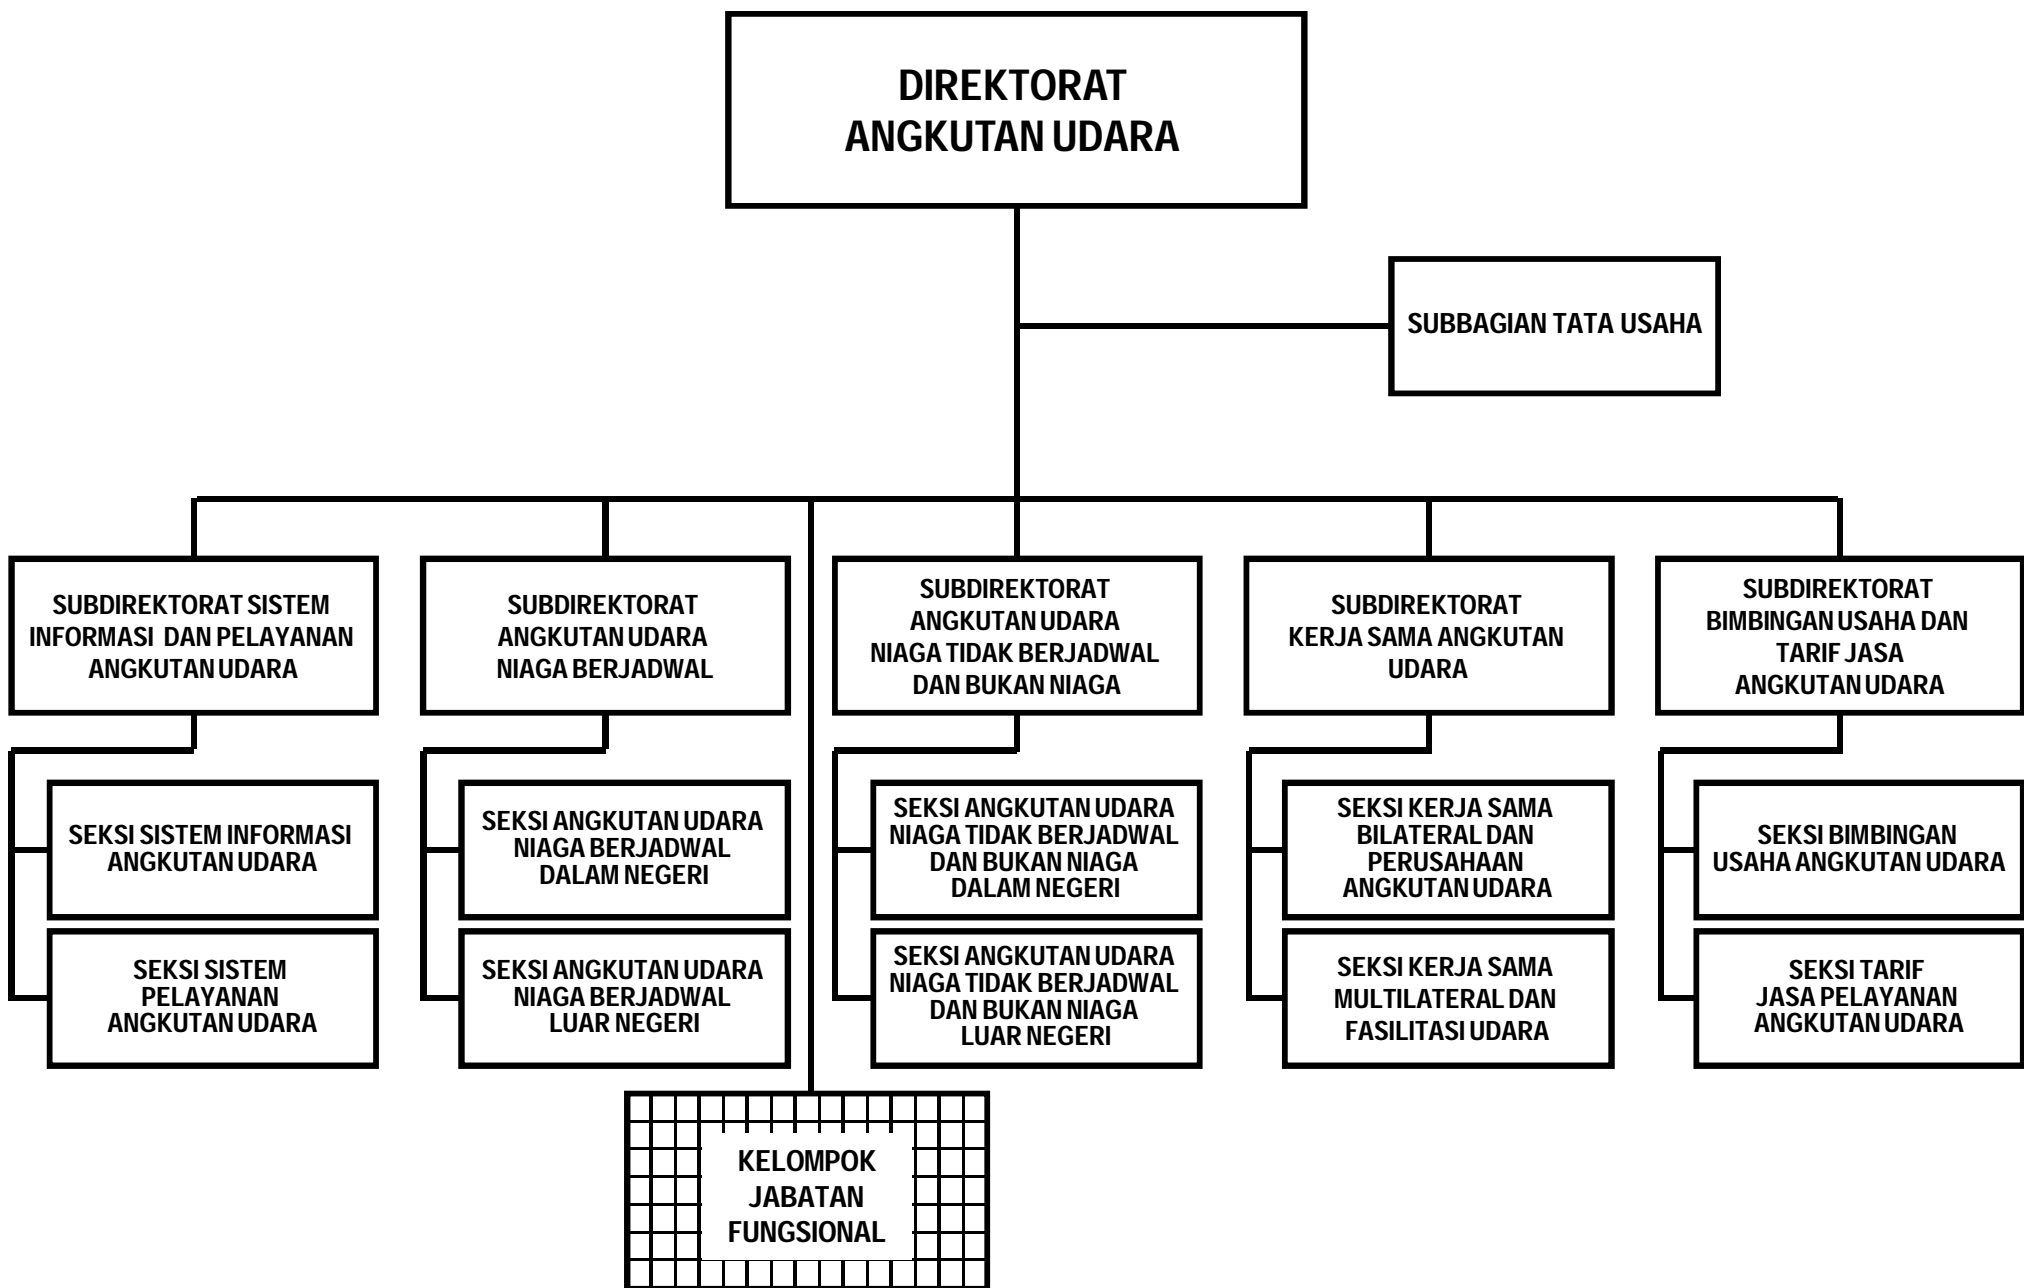 DIREKTORAT
ANGKUTAN UDARA
SUBBAGIAN TATA USAHA
SUBDIREKTORAT SISTEM
INFORMASI DAN PELAYANAN
ANGKUTAN UDARA
SUBDIREKTORAT
ANGKUTAN UDARA
NIAGA BERJADWAL
SUBDIREKTORAT
ANGKUTAN UDARA
NIAGA TIDAK BERJADWAL
DAN BUKAN NIAGA
SUBDIREKTORAT
KERJA SAMA ANGKUTAN
UDARA
SUBDIREKTORAT
BIMBINGAN USAHA DAN
TARIF JASA
ANGKUTAN UDARA
SEKSI SISTEM INFORMASI
ANGKUTAN UDARA
SEKSI ANGKUTAN UDARA
NIAGA BERJADWAL
DALAM NEGERI
SEKSI ANGKUTAN UDARA
NIAGA TIDAK BERJADWAL
DAN BUKAN NIAGA
DALAM NEGERI
SEKSI KERJA SAMA
BILATERAL DAN
PERUSAHAAN
ANGKUTAN UDARA
SEKSI BIMBINGAN
USAHA ANGKUTAN UDARA
SEKSI SISTEM
PELAYANAN
ANGKUTAN UDARA
SEKSI ANGKUTAN UDARA
NIAGA BERJADWAL
LUAR NEGERI
SEKSI ANGKUTAN UDARA
NIAGA TIDAK BERJADWAL
DAN BUKAN NIAGA
LUAR NEGERI
SEKSI KERJA SAMA
MULTILATERAL DAN
FASILITASI UDARA
SEKSI TARIF
JASA PELAYANAN
ANGKUTAN UDARA
KELOMPOK
JABATAN
FUNGSIONAL